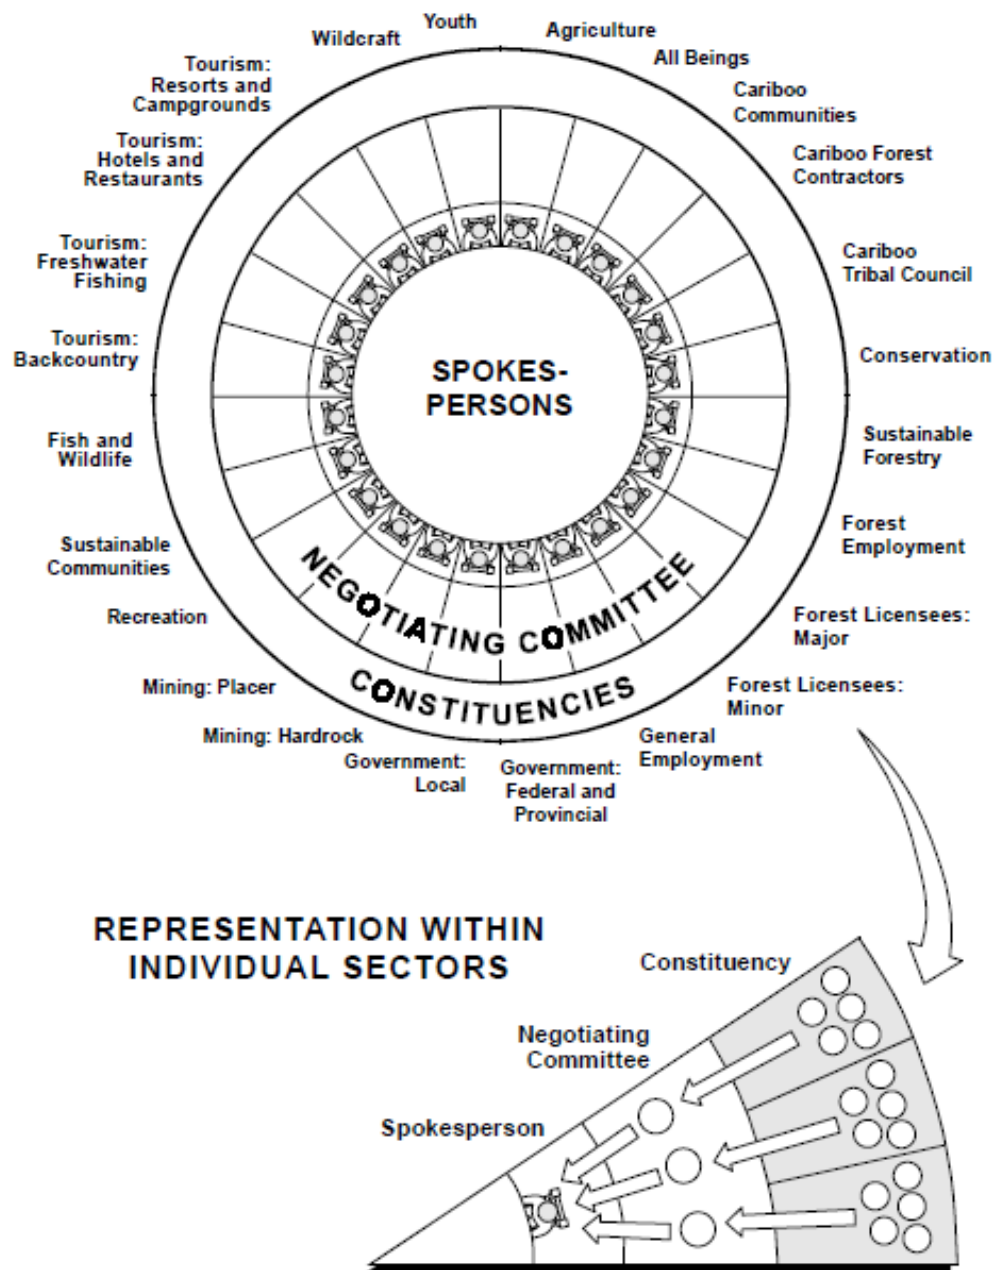 Youth
Agriculture
Wildcraft
All Beings
Tourism:
Resorts and
Campgrounds
Cariboo
Communities
Tourism:
Hotels and
Restaurants
Cariboo Forest
Contractors
Tourism:
Freshwater
Fishing
Cariboo
Tribal Council
Tourism:
Backcountry
Conservation
SPOKES-
PERSONS
Fish and
Wildlife
Sustainable
Forestry
Sustainable
Communities
Forest
Employment
NEGOTIATING COMMITTEE
Recreation
Forest Licensees:
Major
CONSTITUENCIES
Mining: Placer
Forest Licensees:
Minor
Mining: Hardrock
General
Employment
Government:
Local
Government:
Federal and
Provincial
REPRESENTATION WITHIN
INDIVIDUAL SECTORS
Constituency
Negotiating
Committee
Spokesperson